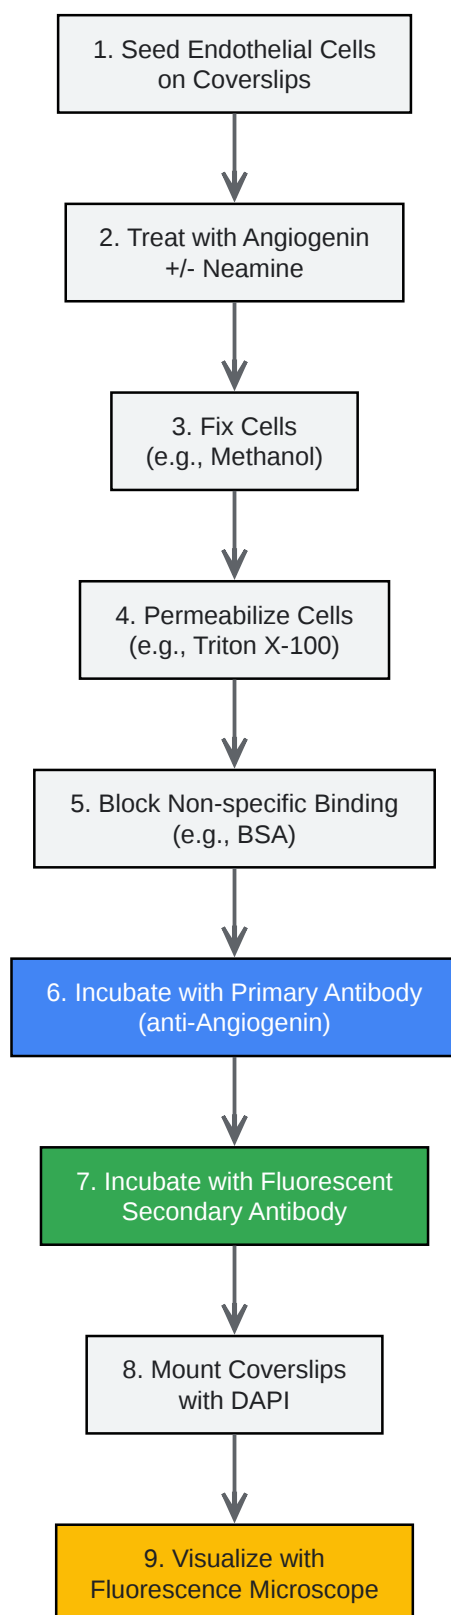 1. Seed Endothelial Cells
on Coverslips
2. Treat with Angiogenin
+/- Neamine
3. Fix Cells
(e.g., Methanol)
4. Permeabilize Cells
(e.g., Triton X-100)
5. Block Non-specific Binding
(e.g., BSA)
6. Incubate with Primary Antibody
(anti-Angiogenin)
7. Incubate with Fluorescent
Secondary Antibody
8. Mount Coverslips
with DAPI
9. Visualize with
Fluorescence Microscope